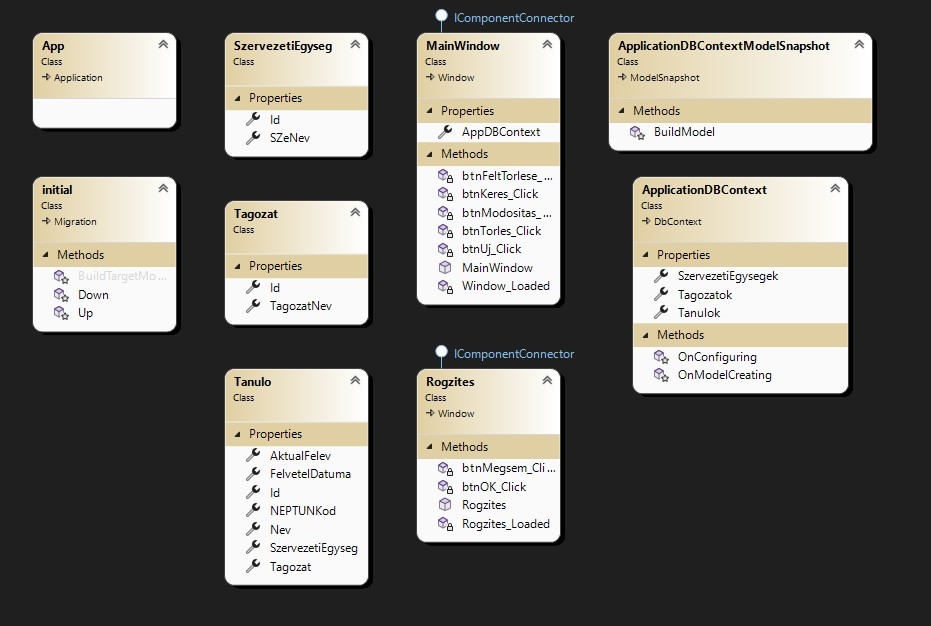 App
Class
Application
initial
Class
Migration
Methods
BuildTargetMo...
Down
Up
SzervezetiEgyseg
Class
Properties
Id
SZeNev
Tagozat
Class
Properties
Id
TagozatNev
Tanulo
Class
Properties
AktualFelev
FelvetelDatuma
Id
NEPTUNKod
Nev
SzervezetiEgyseg
Tagozat
IComponentConnector
MainWindow
Class
Window
Properties
AppDBContext
Methods
btnFeltTorlese_...
btnKeres_Click
btnModositas_...
btnTorles_Click
btnUj_Click
MainWindow
Window_Loaded
IComponentConnector
Rogzites
Class
Window
Methods
btnMegsem_Cli...
btnOK_Click
Rogzites
Rogzites_Loaded
ApplicationDBContextModelSnapshot
Class
ModelSnapshot
Methods
BuildModel
ApplicationDBContext
Class
DbContext
Properties
SzervezetiEgysegek
Tagozatok
Tanulok
Methods
OnConfiguring
OnModelCreating